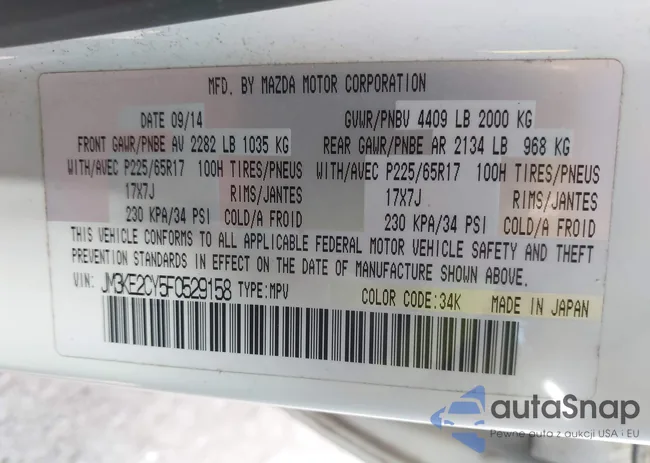 MFD. BY MAZDA MOTOR CORPORATION
DATE 09/14 GVWR/PNBV 4409 LB 2000 KG
FRONT GAWR/PNBE AV 2282 LB 1035 KG REAR GAWR/PNBE AR 2134 LB 968 KG
WITH/AVEC P225/65R17 100H TIRES/PNEUS WITH/AVEC P225/65R17 100H TIRES/PNEUS
17X7J RIMS/JANTES 17X7J RIMS/JANTES
230 KPA/34 PSI COLD/A FROID 230 KPA/34 PSI COLD/A FROID
THIS VEHICLE CONFORMS TO ALL APPLICABLE FEDERAL MOTOR VEHICLE SAFETY AND THEFT
PREVENTION STANDARDS IN EFFECT ON THE DATE OF MANUFACTURE SHOWN ABOVE.
VIN: JM3KE2CY5F0529158 TYPE:MPV COLOR CODE:34K MADE IN JAPAN
autaSnap
Pewne auta z aukcji USA i EU